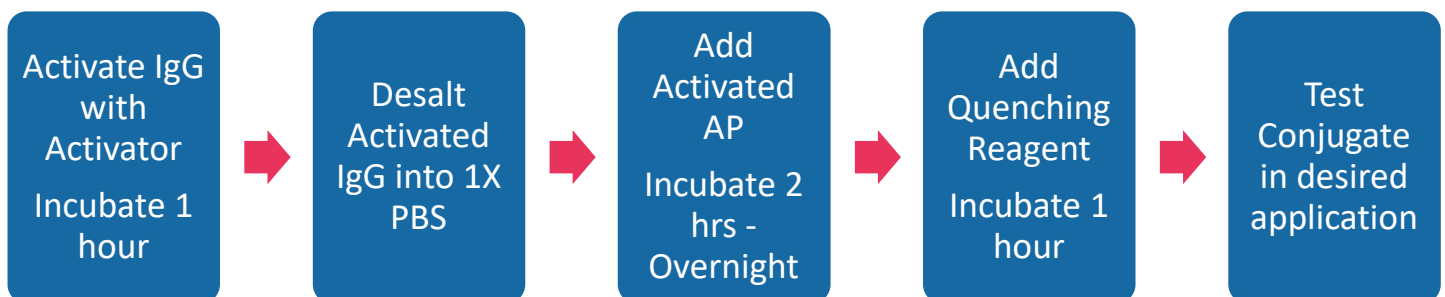 Activate IgG
with
Activator
Incubate 1
hour
Desalt
Activated
IgG into 1X
PBS
Add
Activated
AP
Incubate 2
hrs -
Overnight
Add
Quenching
Reagent
Incubate 1
hour
Test
Conjugate
in desired
application